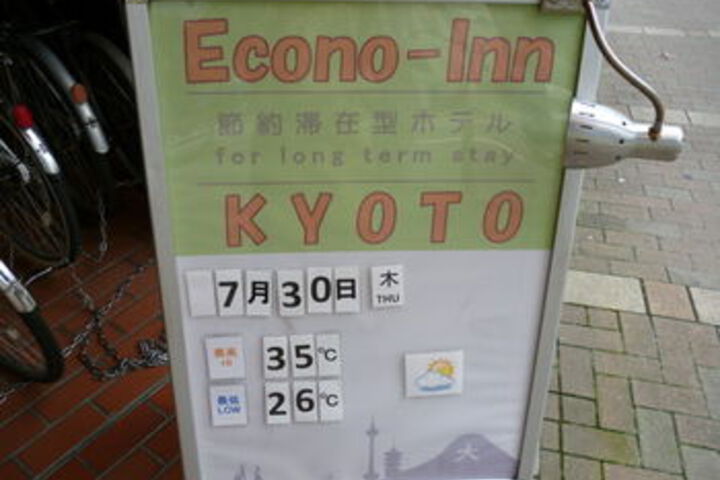 Econo-Inn
節約滞在型ホテル
for long term stay
KYOTO
7月30日 木 THU
最高 HI 35℃
最低 LOW 26℃
大